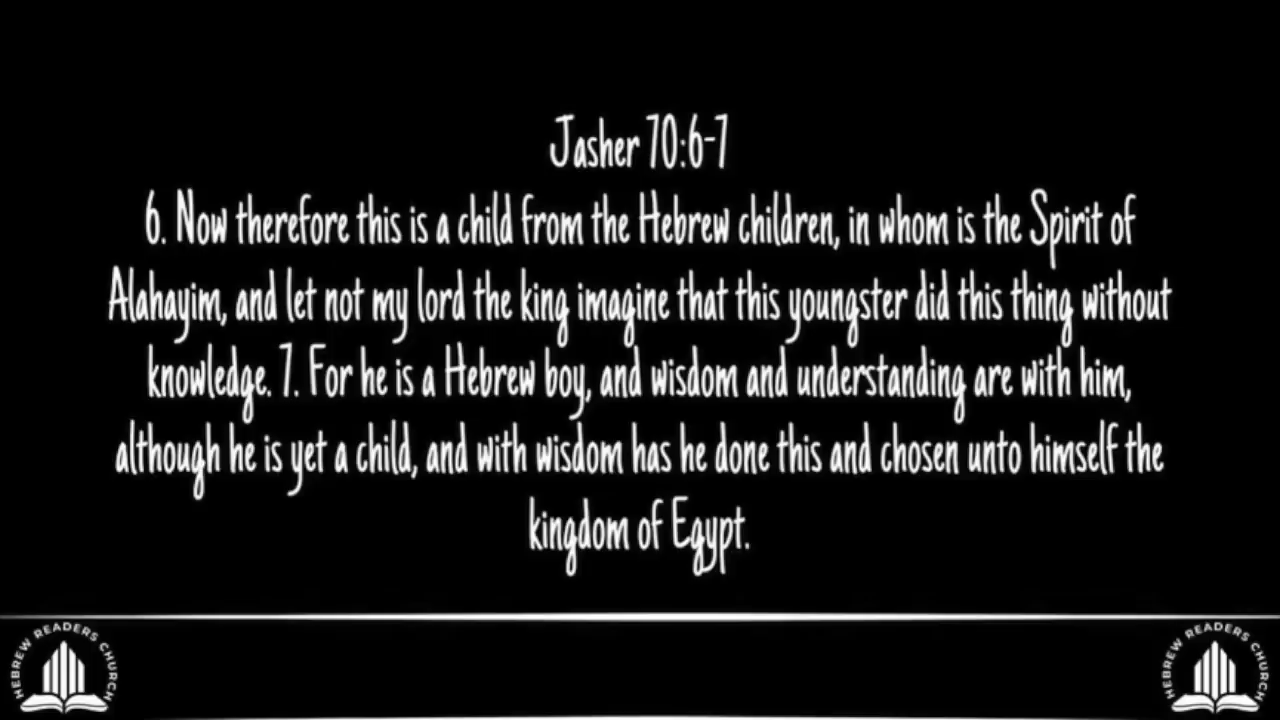 Jasher 70:6-7
6. Now therefore this is a child from the Hebrew children, in whom is the Spirit of
Alahayim, and let not my lord the king imagine that this youngster did this thing without
knowledge. 7. For he is a Hebrew boy, and wisdom and understanding are with him,
although he is yet a child, and with wisdom has he done this and chosen unto himself the
kingdom of Egypt.
HEBREW READERS CHURCH
HEBREW READERS CHURCH